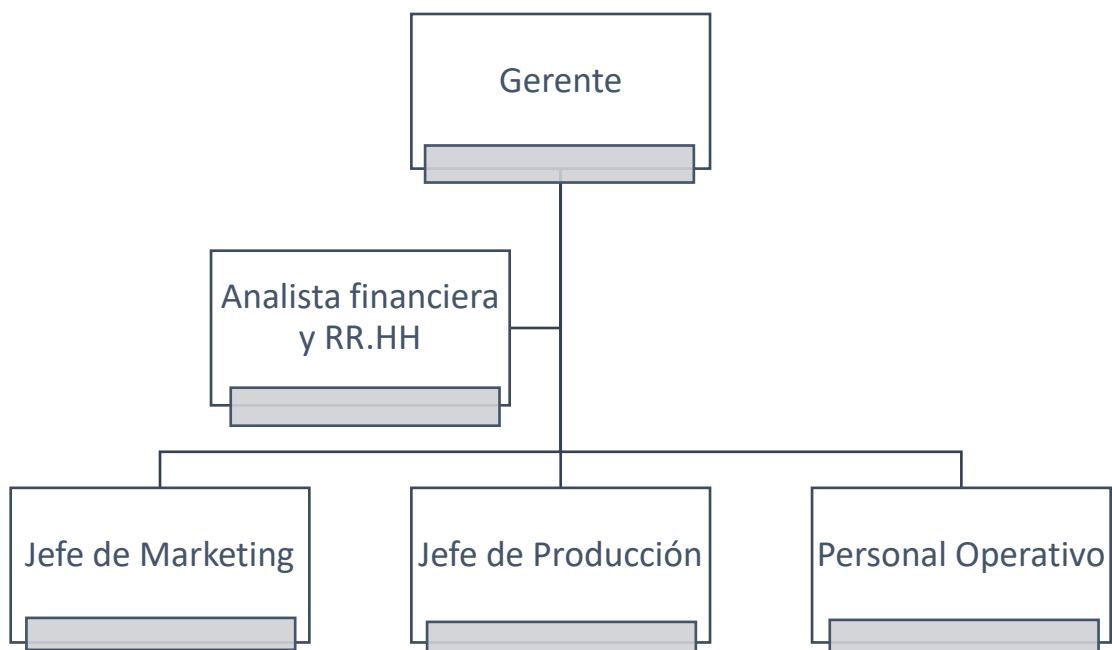 Gerente
Analista financiera
y RR.HH
Jefe de Marketing
Jefe de Producción
Personal Operativo